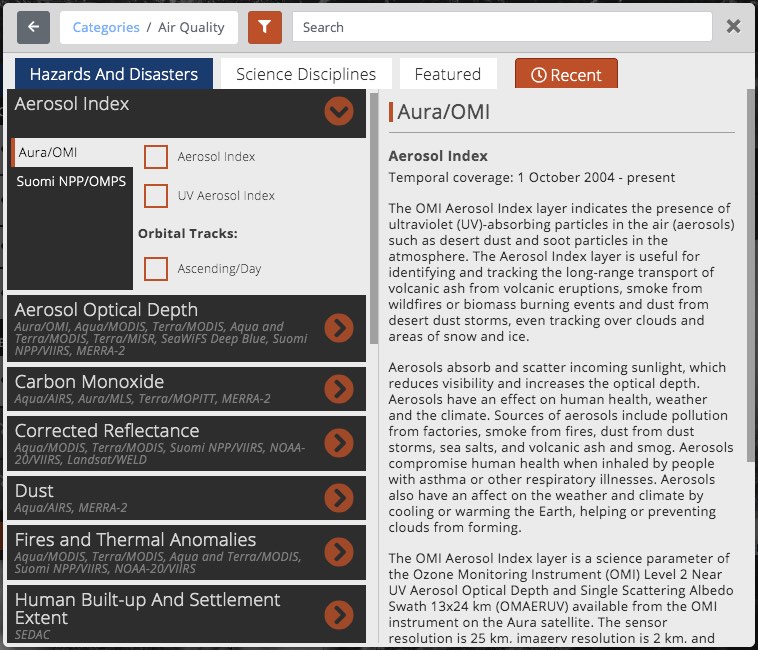 Categories / Air Quality
Search
Hazards And Disasters
Science Disciplines
Featured
Recent
Aerosol Index
Aura/OMI
Suomi NPP/OMPS
Aerosol Index
UV Aerosol Index
Orbital Tracks:
Ascending/Day
Aerosol Optical Depth
Aura/OMI, Aqua/MODIS, Terra/MODIS, Aqua and
Terra/MODIS, Terra/MISR, SeaWiFS Deep Blue, Suomi
NPP/VIIRS, MERRA-2
Carbon Monoxide
Aqua/AIRS, Aura/MLS, Terra/MOPITT, MERRA-2
Corrected Reflectance
Aqua/MODIS, Terra/MODIS, Suomi NPP/VIIRS, NOAA-
20/VIIRS, Landsat/WELD
Dust
Aqua/AIRS, MERRA-2
Fires and Thermal Anomalies
Aqua/MODIS, Terra/MODIS, Aqua and Terra/MODIS,
Suomi NPP/VIIRS, NOAA-20/VIIRS
Human Built-up And Settlement
Extent
SEDAC
Aura/OMI
Aerosol Index
Temporal coverage: 1 October 2004 - present
The OMI Aerosol Index layer indicates the presence of
ultraviolet (UV)-absorbing particles in the air (aerosols)
such as desert dust and soot particles in the
atmosphere. The Aerosol Index layer is useful for
identifying and tracking the long-range transport of
volcanic ash from volcanic eruptions, smoke from
wildfires or biomass burning events and dust from
desert dust storms, even tracking over clouds and
areas of snow and ice.
Aerosols absorb and scatter incoming sunlight, which
reduces visibility and increases the optical depth.
Aerosols have an effect on human health, weather
and the climate. Sources of aerosols include pollution
from factories, smoke from fires, dust from dust
storms, sea salts, and volcanic ash and smog. Aerosols
compromise human health when inhaled by people
with asthma or other respiratory illnesses. Aerosols
also have an affect on the weather and climate by
cooling or warming the Earth, helping or preventing
clouds from forming.
The OMI Aerosol Index layer is a science parameter of
the Ozone Monitoring Instrument (OMI) Level 2 Near
UV Aerosol Optical Depth and Single Scattering Albedo
Swath 13x24 km (OMAERUV) available from the OMI
instrument on the Aura satellite. The sensor
resolution is 25 km, imagery resolution is 2 km, and